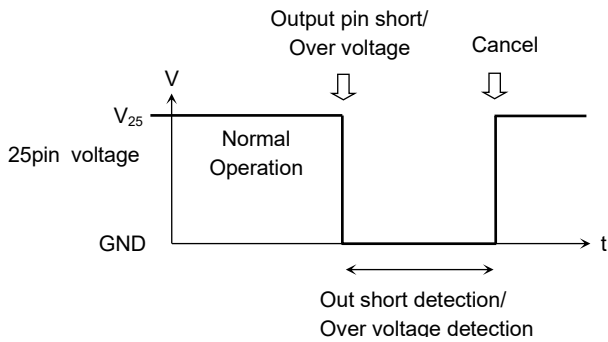 Output pin short/
Over voltage
Cancel
V
V25
25pin voltage
Normal
Operation
GND
t
Out short detection/
Over voltage detection